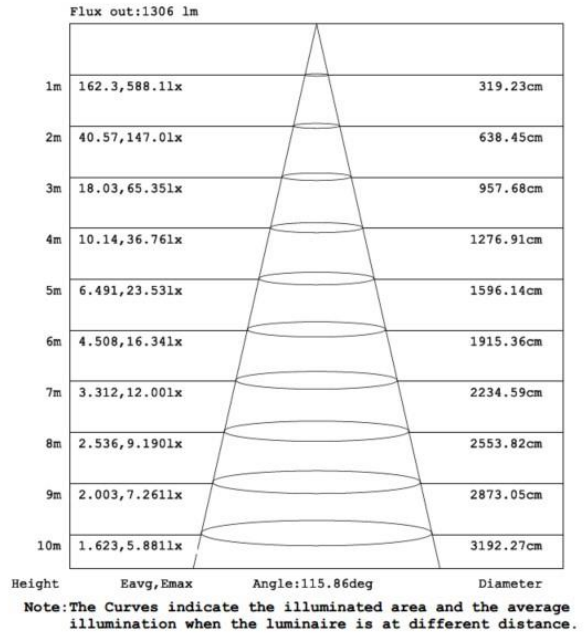 Flux out:1306 lm
1m 162.3,588.1lx 319.23cm
2m 40.57,147.0lx 638.45cm
3m 18.03,65.35lx 957.68cm
4m 10.14,36.76lx 1276.91cm
5m 6.491,23.53lx 1596.14cm
6m 4.508,16.34lx 1915.36cm
7m 3.312,12.00lx 2234.59cm
8m 2.536,9.190lx 2553.82cm
9m 2.003,7.261lx 2873.05cm
10m 1.623,5.881lx 3192.27cm
Height Eavg,Emax Angle:115.86deg Diameter
Note:The Curves indicate the illuminated area and the average
illumination when the luminaire is at different distance.